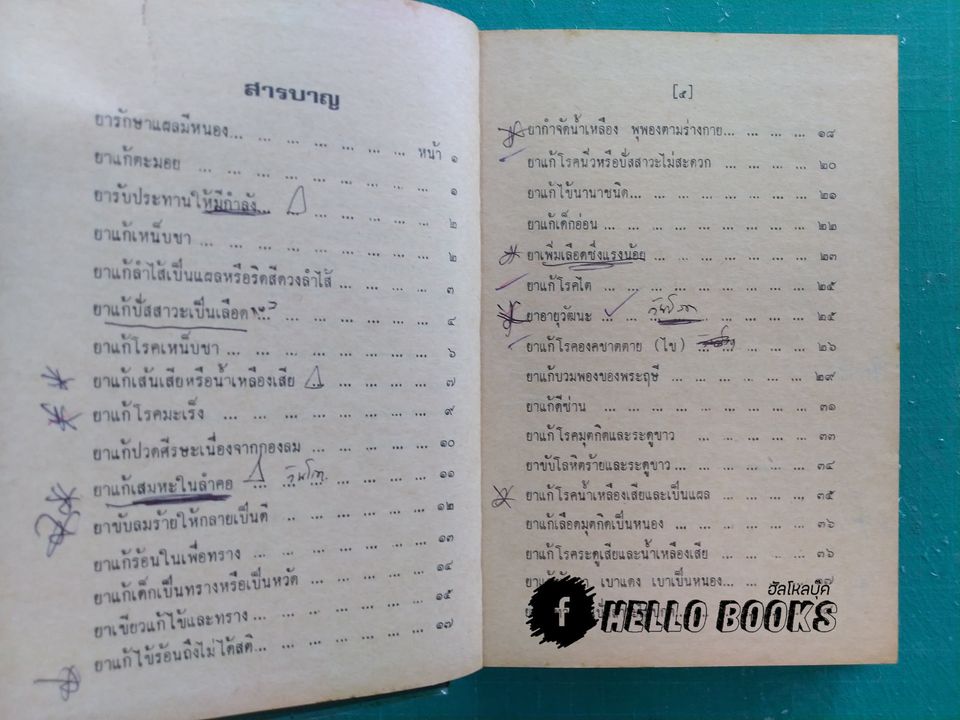 สารบาญ
หน้า
ยารักษาแผลมีหนอง... ... ... ... ... ... ... ๑
ยาแก้ตะมอย ... ... ... ... ... ... ... ... ๑
ยารับประทานให้มีกำลัง... ... ... ... ... ... ๒
ยาแก้เหน็บชา ... ... ... ... ... ... ... ๒
ยาแก้ลำไส้เป็นแผลหรือริดสีดวงลำไส้ ... ... ... ... ๓
ยาแก้ปัสสาวะเป็นเลือด ... ... ... ... ... ๔
ยาแก้โรคเหน็บชา ... ... ... ... ... ... ... ๖
ยาแก้เส้นเสียหรือน้ำเหลืองเสีย ... ... ... ... ... ๗
ยาแก้โรคมะเร็ง ... ... ... ... ... ... ... ๙
ยาแก้ปวดศีรษะเนื่องจากกองลม ... ... ... ... ... ๑๐
ยาแก้เสมหะในลำคอ ... ... ... ... ... ... ๑๑
ยาขับลมร้ายให้กลายเป็นดี ... ... ... ... ... ๑๒
ยาแก้ร้อนในเพื่อทราง ... ... ... ... ... ... ๑๓
ยาแก้เด็กเป็นทรางหรือเป็นหวัด ... ... ... ... ... ๑๔
ยาเขียวแก้ไข้และทราง ... ... ... ... ... ... ๑๕
ยาแก้ไข้ร้อนถึงไม่ได้สติ... ... ... ... ... ... ๑๗
[๕]
ยากำจัดน้ำเหลือง พุพองตามร่างกาย... ... ... ... ๑๘
ยาแก้โรคนิ่วหรือปัสสาวะไม่สะดวก ... ... ... ... ๒๐
ยาแก้ไข้นานาชนิด... ... ... ... ... ... ... ๒๑
ยาแก้เด็กอ่อน ... ... ... ... ... ... ... ๒๒
ยาเพิ่มเลือดซึ่งแรงน้อย ... ... ... ... ... ... ๒๓
ยาแก้โรคไต ... ... ... ... ... ... ... ๒๕
ยาอายุวัฒนะ ... ... ... ... ... ... ๒๕
ยาแก้โรคองคชาตตาย (ไข) ... ... ... ... ... ๒๖
ยาแก้บวมพองของพระฤษี ... ... ... ... ... ๒๙
ยาแก้ดีซ่าน ... ... ... ... ... ... ... ๓๑
ยาแก้โรคมุตกิดและระดูขาว ... ... ... ... ... ๓๓
ยาขับโลหิตร้ายและระดูขาว ... ... ... ... ... ๓๔
ยาแก้โรคน้ำเหลืองเสียและเป็นแผล ... ... ... ... ๓๕
ยาแก้เลือดมุตกิดเป็นหนอง ... ... ... ... ... ๓๖
ยาแก้โรคระดูเสียและน้ำเหลืองเสีย ... ... ... ... ๓๖
เบาแดง เบาเป็นหนอง... ... ... ๓๗
ฮัลโหลบุ๊ค
f HELLO BOOKS